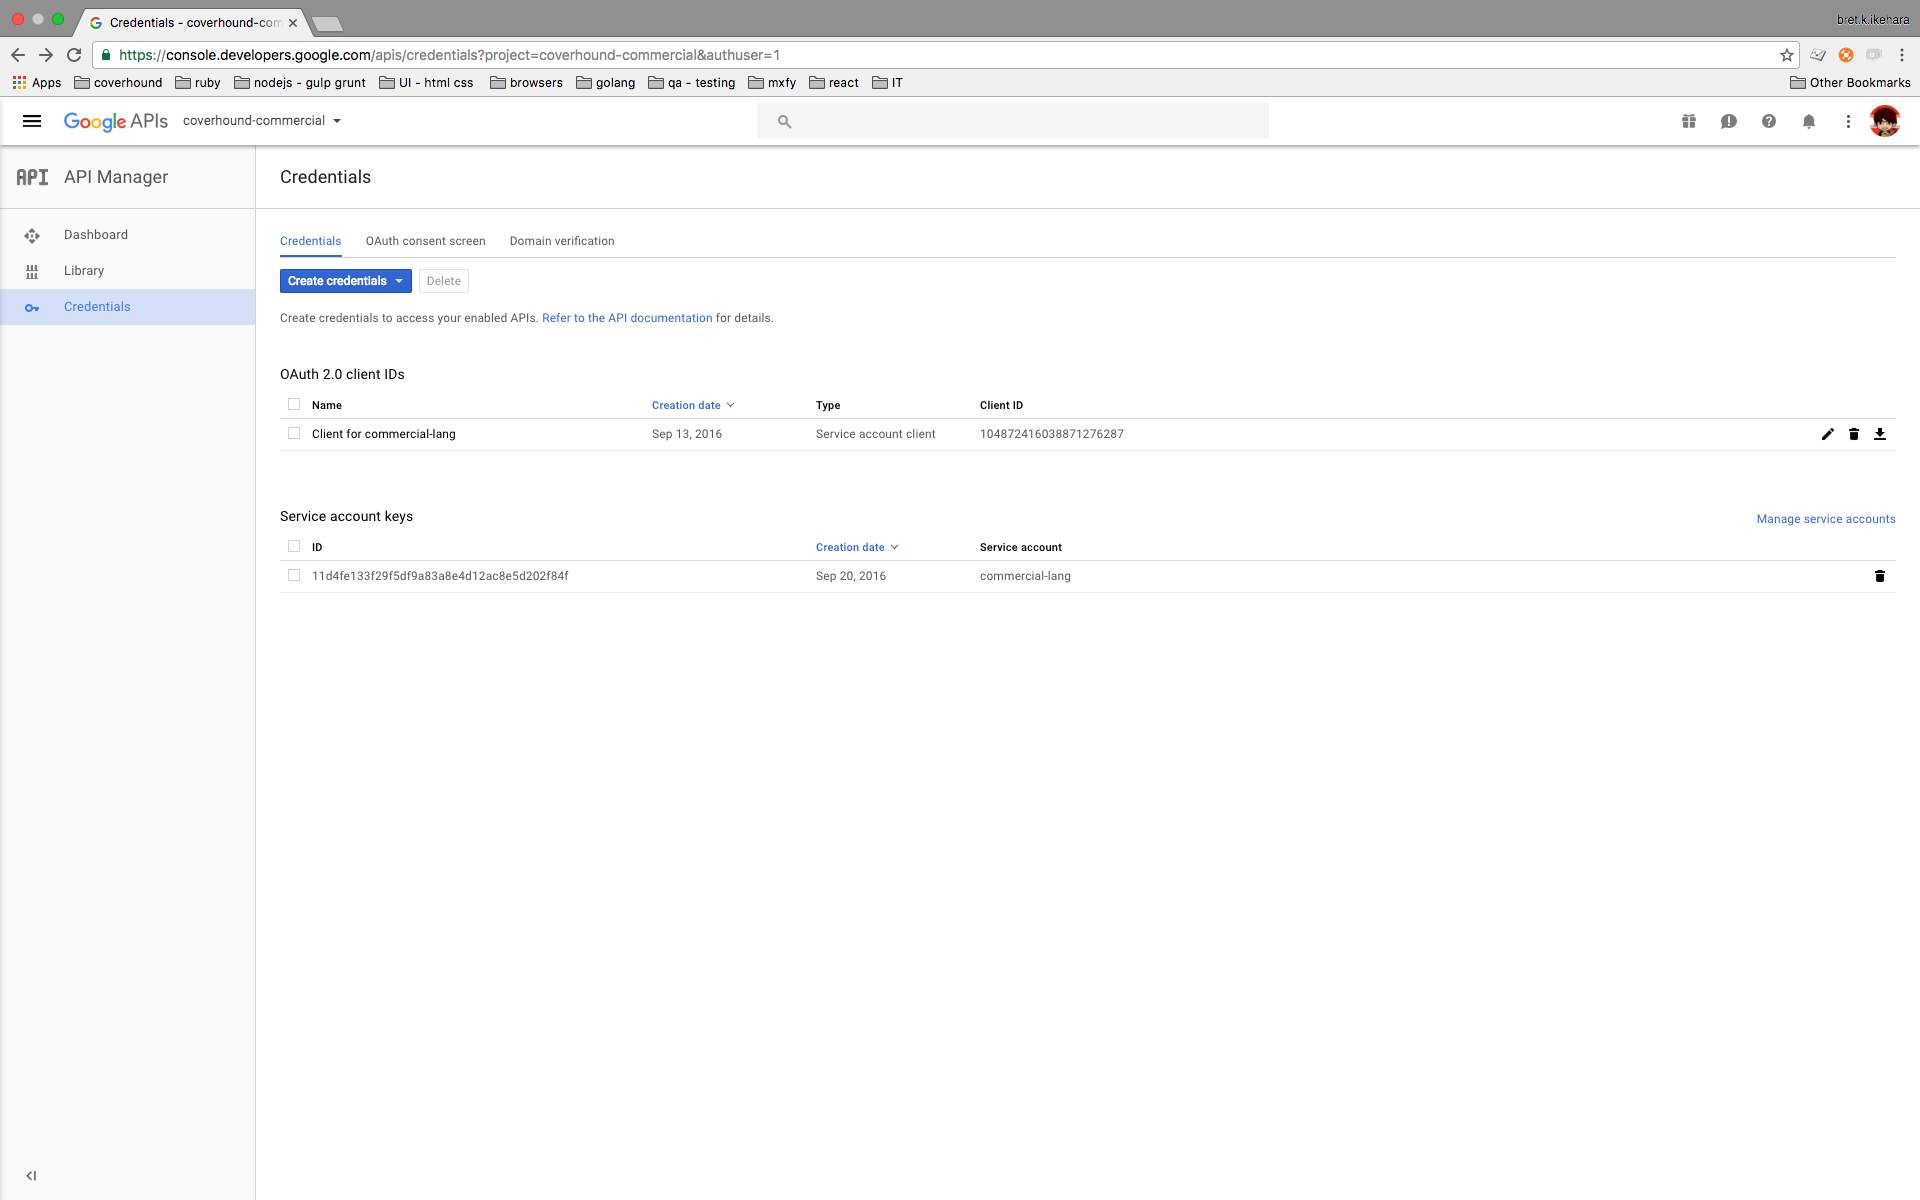 Credentials - coverhound-com
bret.k.ikehara
https://console.developers.google.com/apis/credentials?project=coverhound-commercial&authuser=1
Apps coverhound ruby nodejs - gulp grunt UI - html css browsers golang qa - testing mxfy react IT Other Bookmarks
Google APIs coverhound-commercial
API API Manager
Credentials
Dashboard
Library
Credentials
Credentials OAuth consent screen Domain verification
Create credentials Delete
Create credentials to access your enabled APIs. Refer to the API documentation for details.
OAuth 2.0 client IDs
Name Creation date Type Client ID
Client for commercial-lang Sep 13, 2016 Service account client 104872416038871276287
Service account keys Manage service accounts
ID Creation date Service account
11d4fe133f29f5df9a83a8e4d12ac8e5d202f84f Sep 20, 2016 commercial-lang